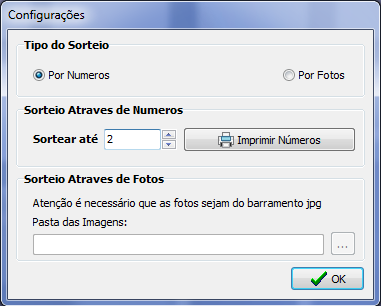 Configurações
Tipo do Sorteio
Por Numeros
Por Fotos
Sorteio Atraves de Numeros
Sortear até 2 Imprimir Números
Sorteio Atraves de Fotos
Atenção é necessário que as fotos sejam do barramento jpg
Pasta das Imagens:
...
OK